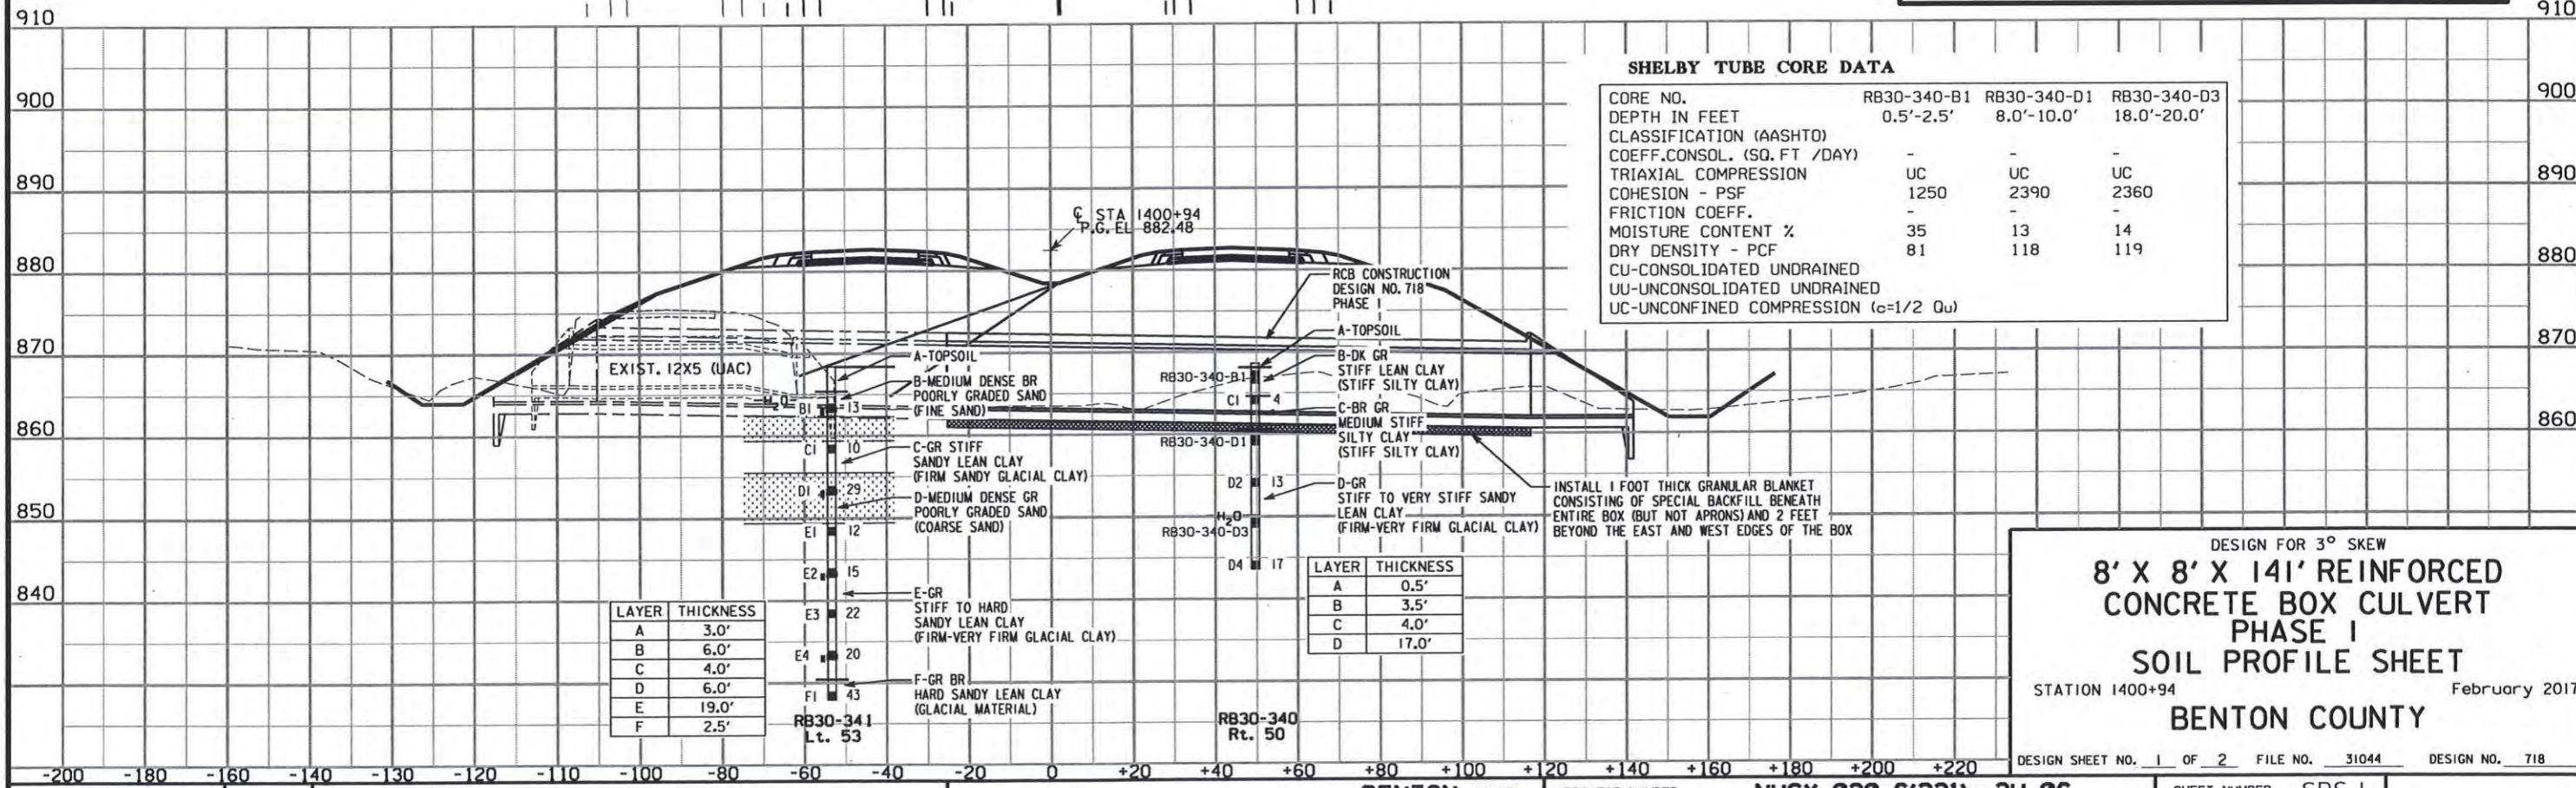 910
910
900
900
890
890
880
880
870
870
860
860
850
850
840
SHELBY TUBE CORE DATA
CORE NO. RB30-340-B1 RB30-340-D1 RB30-340-D3
DEPTH IN FEET 0.5'-2.5' 8.0'-10.0' 18.0'-20.0'
CLASSIFICATION (AASHTO)
COEFF.CONSOL. (SQ. FT /DAY) - - -
TRIAXIAL COMPRESSION UC UC UC
COHESION - PSF 1250 2390 2360
FRICTION COEFF. - - -
MOISTURE CONTENT % 35 13 14
DRY DENSITY - PCF 81 118 119
CU-CONSOLIDATED UNDRAINED
UU-UNCONSOLIDATED UNDRAINED
UC-UNCONFINED COMPRESSION (c=1/2 Qu)
℄ STA 1400+94
P.G. EL 882.48
RCB CONSTRUCTION
DESIGN NO. 718
PHASE 1
EXIST. 12X5 (UAC)
A-TOPSOIL
B-MEDIUM DENSE BR
POORLY GRADED SAND
(FINE SAND)
C-GR STIFF
SANDY LEAN CLAY
(FIRM SANDY GLACIAL CLAY)
D-MEDIUM DENSE GR
POORLY GRADED SAND
(COARSE SAND)
E-GR
STIFF TO HARD
SANDY LEAN CLAY
(FIRM-VERY FIRM GLACIAL CLAY)
F-GR BR
HARD SANDY LEAN CLAY
(GLACIAL MATERIAL)
H2O
B1 13
C1 10
D1 29
E1 12
E2 15
E3 22
E4 20
F1 43
RB30-341
Lt. 53
LAYER THICKNESS
A 3.0'
B 6.0'
C 4.0'
D 6.0'
E 19.0'
F 2.5'
A-TOPSOIL
B-DK GR
STIFF LEAN CLAY
(STIFF SILTY CLAY)
C-BR GR
MEDIUM STIFF
SILTY CLAY
(STIFF SILTY CLAY)
D-GR
STIFF TO VERY STIFF SANDY
LEAN CLAY
(FIRM-VERY FIRM GLACIAL CLAY)
RB30-340-B1
C1 4
RB30-340-D1
D2 13
H2O
RB30-340-D3
D4 17
RB30-340
Rt. 50
LAYER THICKNESS
A 0.5'
B 3.5'
C 4.0'
D 17.0'
INSTALL 1 FOOT THICK GRANULAR BLANKET
CONSISTING OF SPECIAL BACKFILL BENEATH
ENTIRE BOX (BUT NOT APRONS) AND 2 FEET
BEYOND THE EAST AND WEST EDGES OF THE BOX
DESIGN FOR 3° SKEW
8' X 8' X 141' REINFORCED
CONCRETE BOX CULVERT
PHASE 1
SOIL PROFILE SHEET
STATION 1400+94 February 2017
BENTON COUNTY
DESIGN SHEET NO. 1 OF 2 FILE NO. 31044 DESIGN NO. 718
-200 -180 -160 -140 -130 -120 -110 -100 -80 -60 -40 -20 0 +20 +40 +60 +80 +100 +120 +140 +160 +180 +200 +220